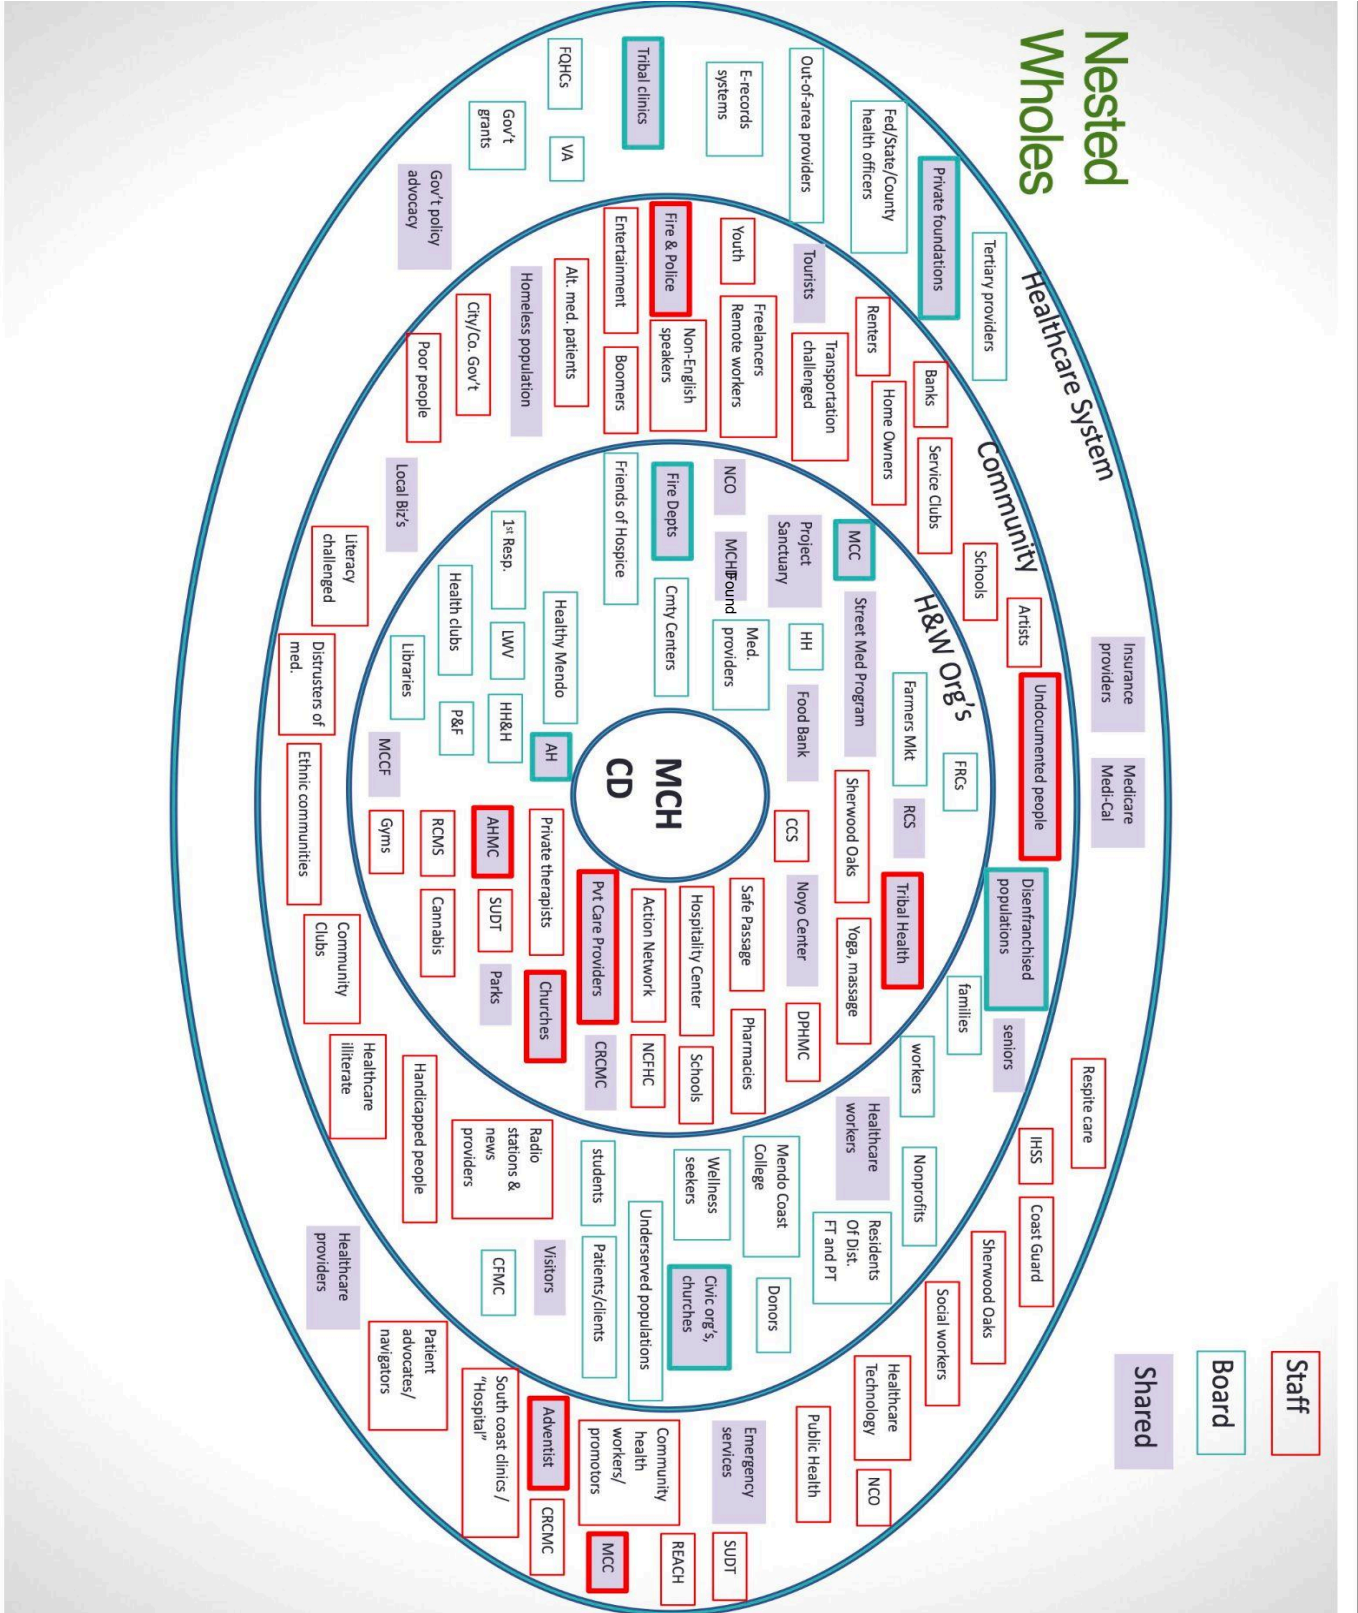 Nested
Wholes
Staff
Board
Shared
Healthcare System
Tertiary providers
Private foundations
Fed/State/County
health officers
Out-of-area providers
E-records
systems
Tribal clinics
FQHCs
VA
Gov't
grants
Gov't policy
advocacy
Insurance
providers
Medicare
Medi-Cal
Respite care
IHSS
Coast Guard
Sherwood Oaks
Social workers
Healthcare
Technology
NCO
Public Health
Emergency
services
SUDT
REACH
Community
health
workers/
promotors
MCC
Adventist
CRCMC
South coast clinics /
"Hospital"
Patient
advocates/
navigators
Healthcare
providers
Community
Undocumented people
Artists
Schools
Banks
Service Clubs
Renters
Home Owners
Tourists
Transportation
challenged
Youth
Freelancers
Remote workers
Fire & Police
Non-English
speakers
Entertainment
Boomers
Alt. med. patients
Homeless population
City/Co. Gov't
Poor people
Local Biz's
Literacy
challenged
Distrusters of
med.
Ethnic communities
Community
Clubs
Healthcare
illiterate
Handicapped people
Radio
stations &
news
providers
Disenfranchised
populations
seniors
families
workers
Healthcare
workers
Nonprofits
Residents
Of Dist.
FT and PT
Mendo Coast
College
Donors
Wellness
seekers
Civic org's,
churches
Underserved populations
students
Patients/clients
Visitors
CFMC
H&W Org's
FRCs
Farmers Mkt
RCS
Tribal Health
MCC
Street Med Program
Sherwood Oaks
Yoga, massage
Project
Sanctuary
HH
Food Bank
CCS
Noyo Center
DPHMC
NCO
MCHD
Found
Med.
providers
Safe Passage
Pharmacies
Fire Depts
Cmty Centers
Hospitality Center
Schools
Friends of Hospice
Action Network
NCFHC
Pvt Care Providers
CRCMC
Healthy Mendo
AH
Private therapists
Churches
1st Resp.
LWV
HH&H
AHMC
SUDT
Parks
Health clubs
P&F
RCMS
Cannabis
Libraries
MCCF
Gyms
MCH
CD